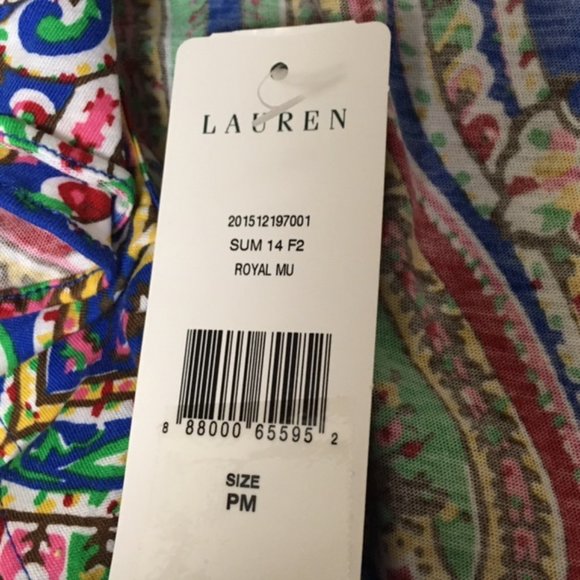 LAUREN
201512197001
SUM 14 F2
ROYAL MU
8 88000 65595 2
SIZE
PM